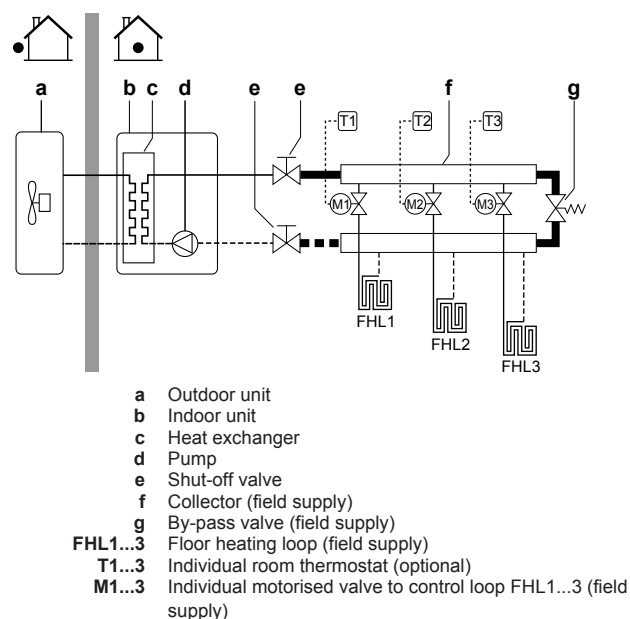 a b c d e e f g
T1 T2 T3
M1 M2 M3
FHL1
FHL2
FHL3
a Outdoor unit
b Indoor unit
c Heat exchanger
d Pump
e Shut-off valve
f Collector (field supply)
g By-pass valve (field supply)
FHL1...3 Floor heating loop (field supply)
T1...3 Individual room thermostat (optional)
M1...3 Individual motorised valve to control loop FHL1...3 (field
supply)